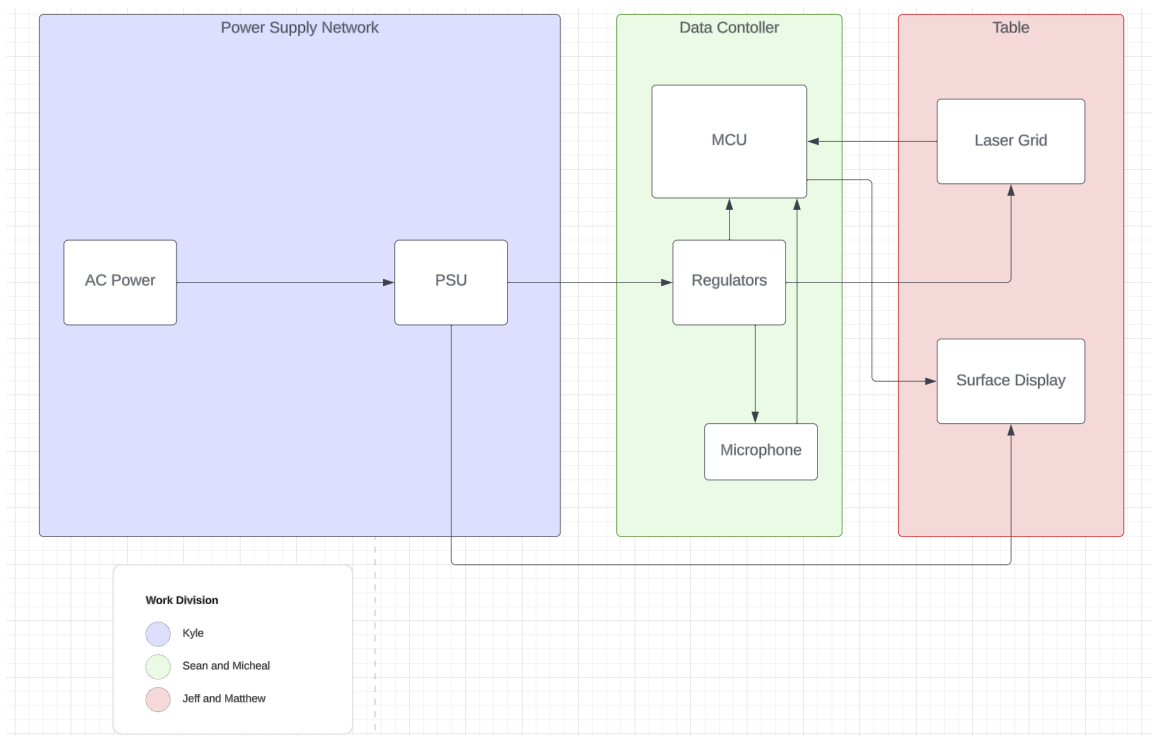 Power Supply Network
Data Contoller
Table
MCU
Laser Grid
AC Power
PSU
Regulators
Surface Display
Microphone
Work Division
Kyle
Sean and Micheal
Jeff and Matthew